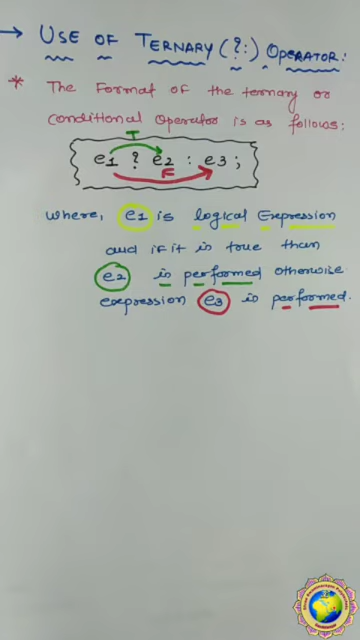 → USE OF TERNARY (?:) OPERATOR:
* The Format of the ternary or
conditional Operator is as follows:
T
e1 ? e2 : e3 ;
F
where, e1 is logical Expression
and if it is true than
e2 is performed otherwise
expression e3 is performed.